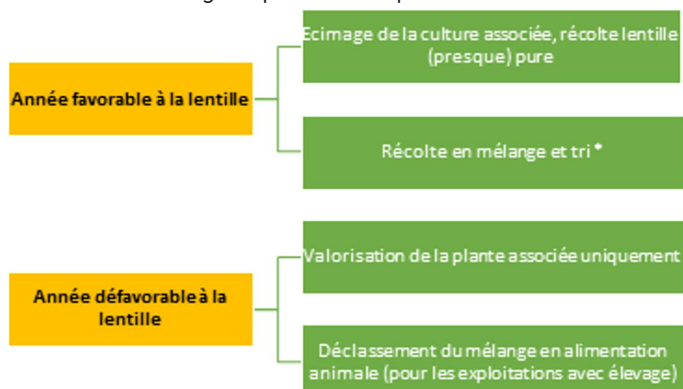 Ecimage de la culture associée, récolte lentille
(presque) pure
Année favorable à la lentille
Récolte en mélange et tri *
Valorisation de la plante associée uniquement
Année défavorable à la
lentille
Déclassement du mélange en alimentation
animale (pour les exploitations avec élevage)